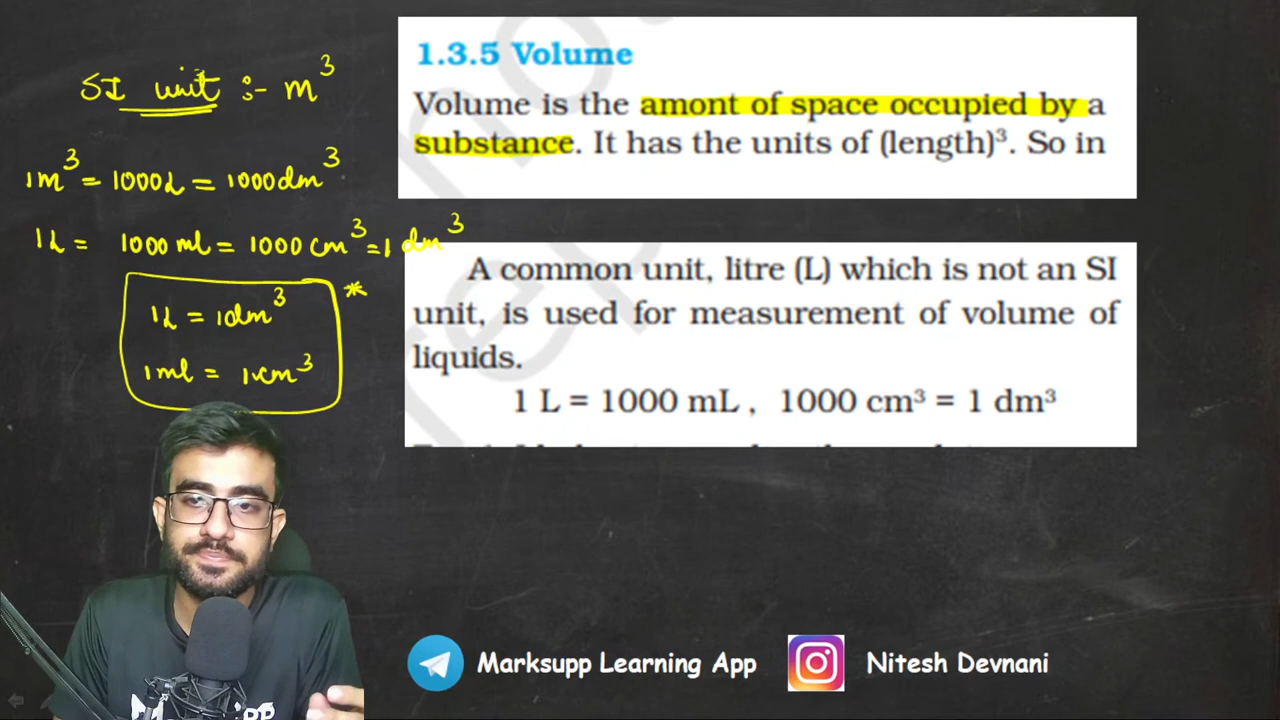 SI unit :- m³
1m³ = 1000L = 1000dm³
1L = 1000 ml = 1000 cm³ = 1 dm³
1L = 1dm³
*
1ml = 1cm³
1.3.5 Volume
Volume is the amont of space occupied by a
substance. It has the units of (length)³. So in
A common unit, litre (L) which is not an SI
unit, is used for measurement of volume of
liquids.
1 L = 1000 mL , 1000 cm³ = 1 dm³
Marksupp Learning App
Nitesh Devnani